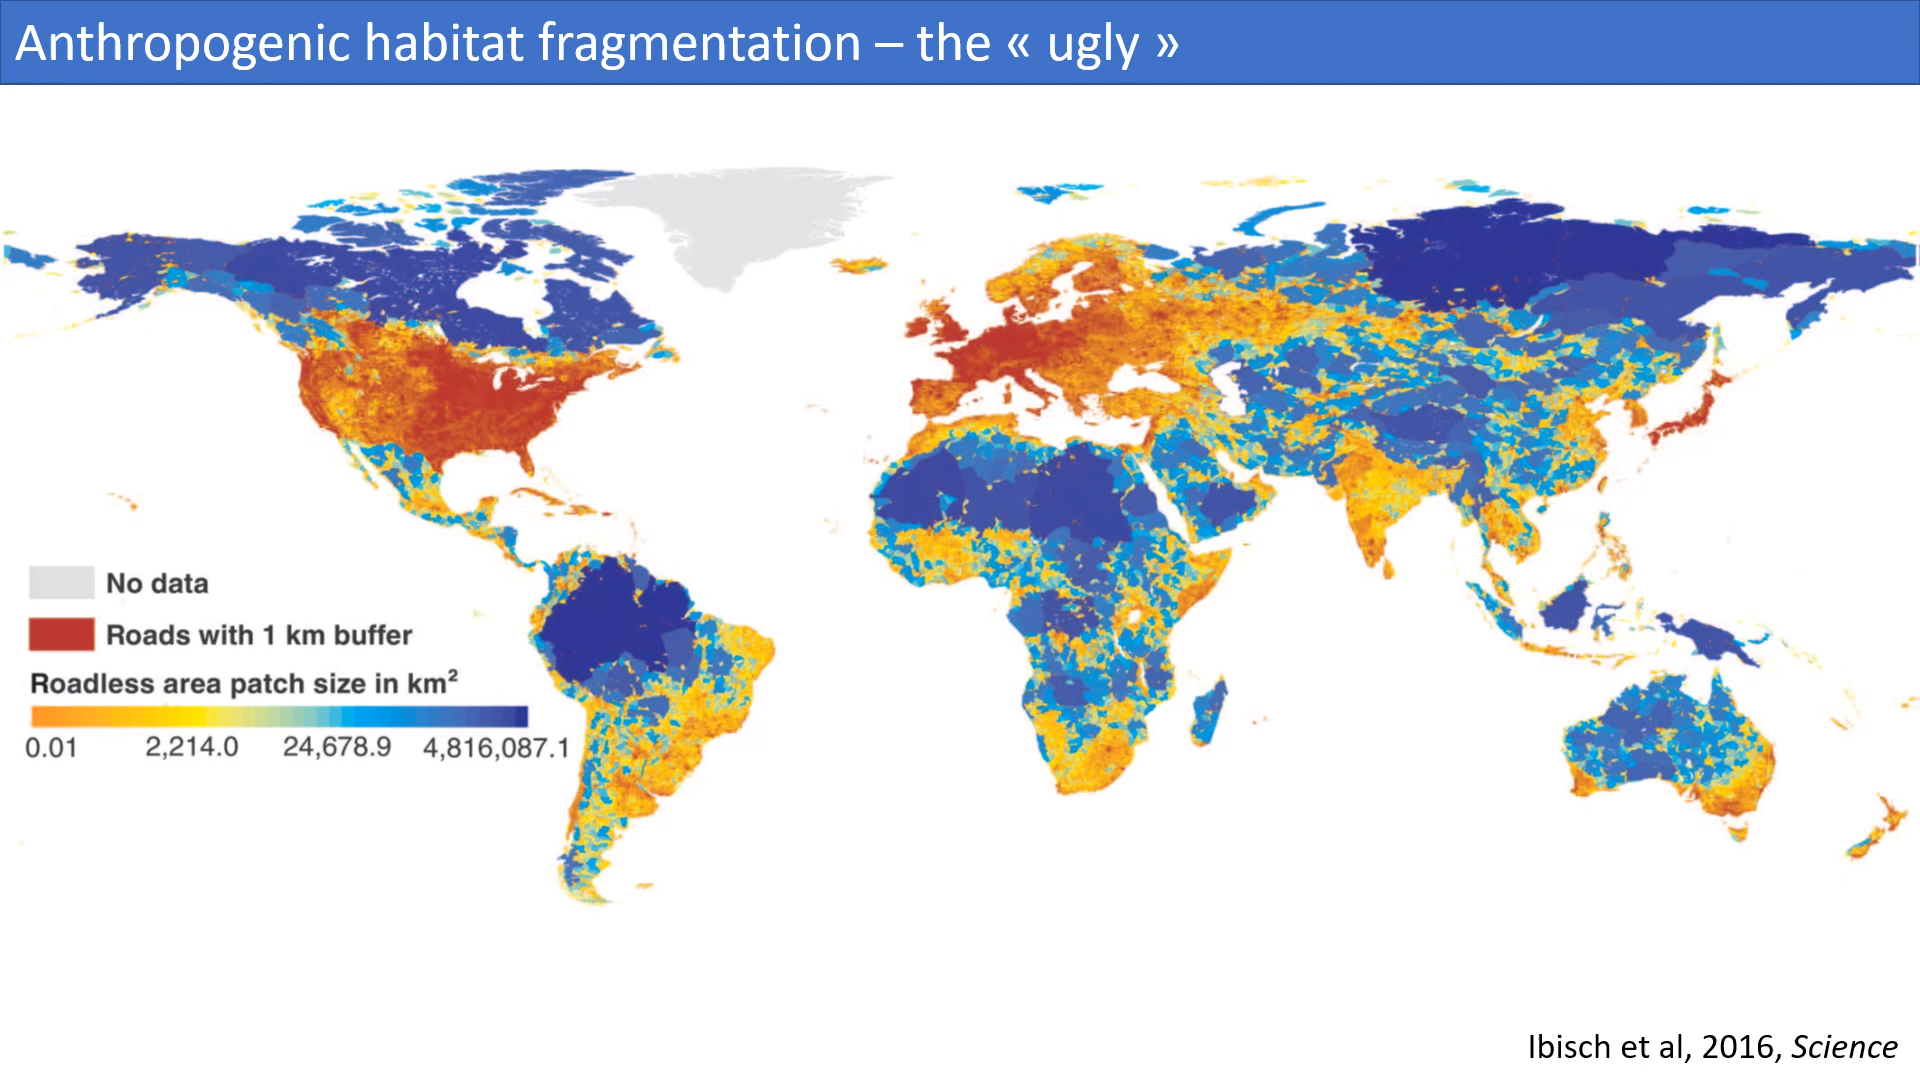 Anthropogenic habitat fragmentation – the « ugly »
No data
Roads with 1 km buffer
Roadless area patch size in km²
0.01 2,214.0 24,678.9 4,816,087.1
Ibisch et al, 2016, Science